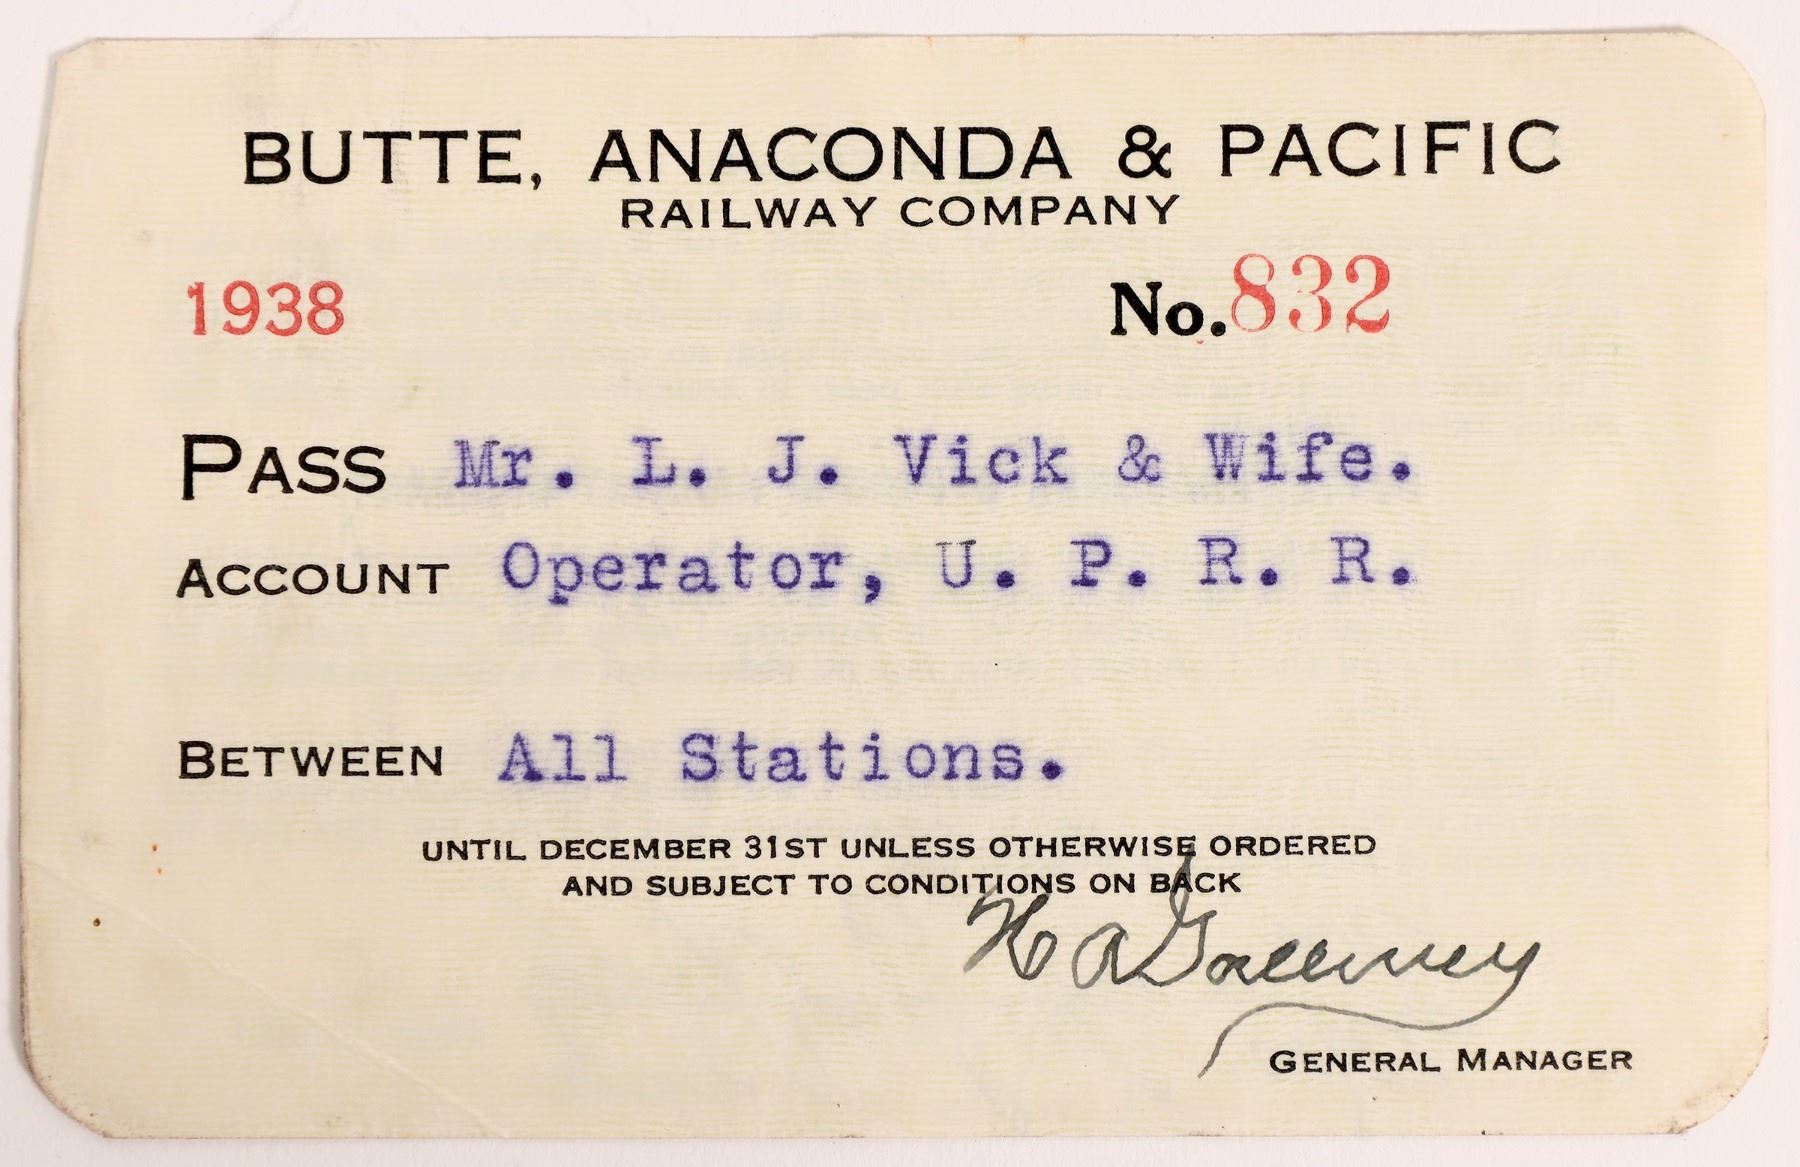 BUTTE, ANACONDA & PACIFIC
RAILWAY COMPANY
1938 No. 832
PASS Mr. L. J. Vick & Wife.
ACCOUNT Operator, U. P. R. R.
BETWEEN All Stations.
UNTIL DECEMBER 31ST UNLESS OTHERWISE ORDERED
AND SUBJECT TO CONDITIONS ON BACK
H A Gallwey
GENERAL MANAGER